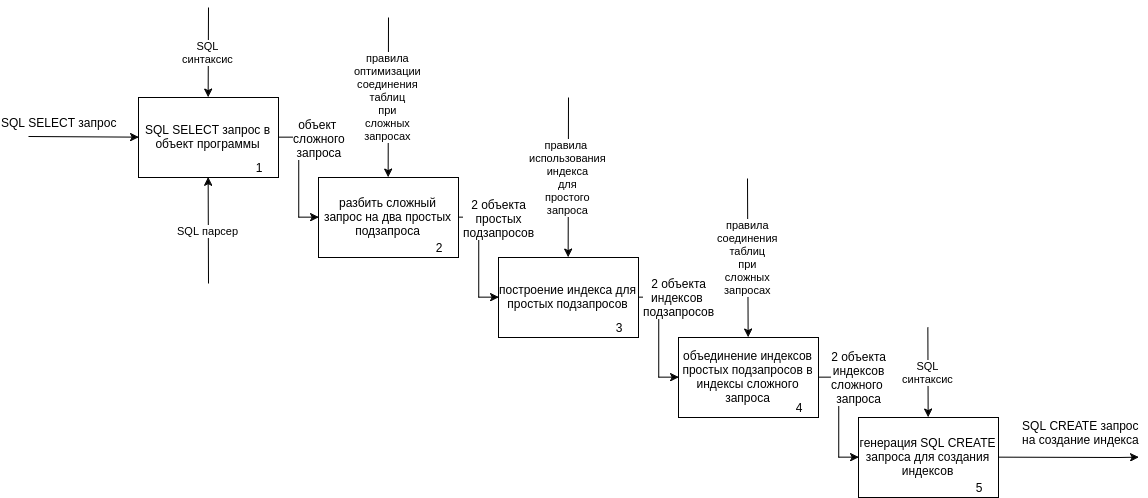 SQL
синтаксис
SQL SELECT запрос
SQL SELECT запрос в
объект программы
1
SQL парсер
правила
оптимизации
соединения
таблиц
при
сложных
запросах
объект
сложного
запроса
разбить сложный
запрос на два простых
подзапроса
2
правила
использования
индекса
для
простого
запроса
2 объекта
простых
подзапросов
построение индекса для
простых подзапросов
3
правила
соединения
таблиц
при
сложных
запросах
2 объекта
индексов
подзапросов
объединение индексов
простых подзапросов в
индексы сложного
запроса
4
SQL
синтаксис
2 объекта
индексов
сложного
запроса
генерация SQL CREATE
запроса для создания
индексов
5
SQL CREATE запрос
на создание индекса